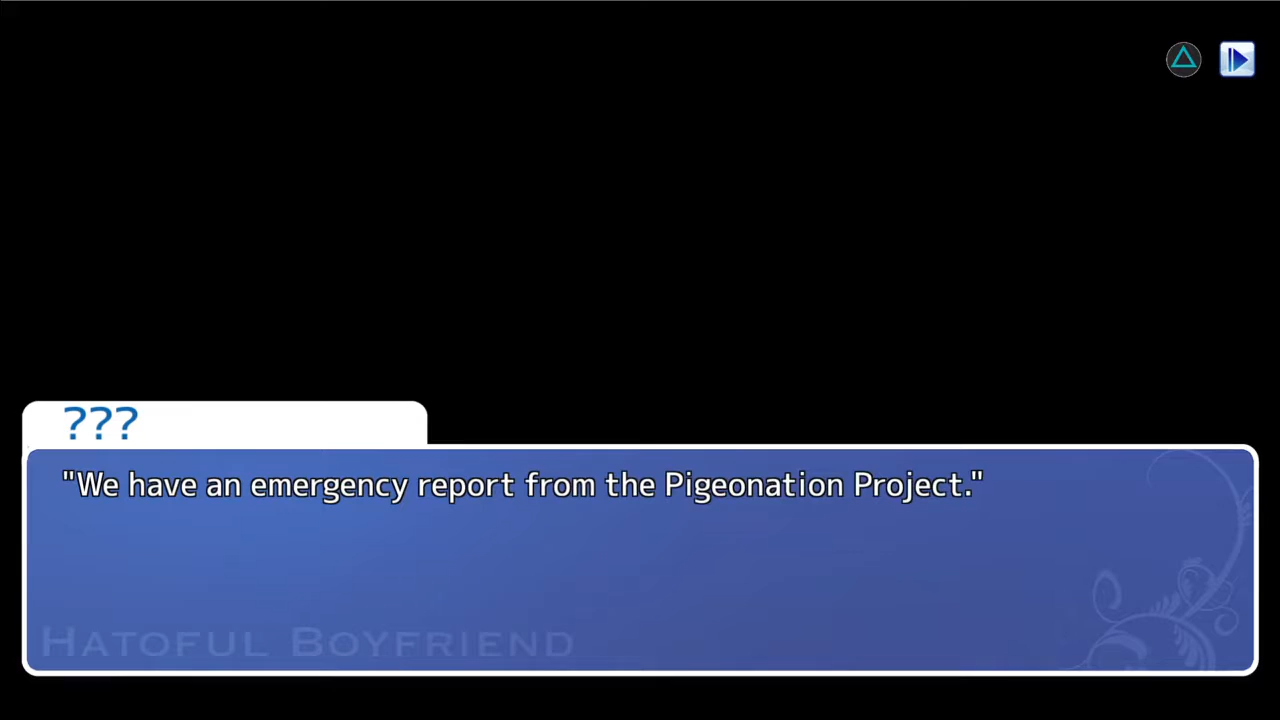 ???
"We have an emergency report from the Pigeonation Project."
HATOFUL BOYFRIEND